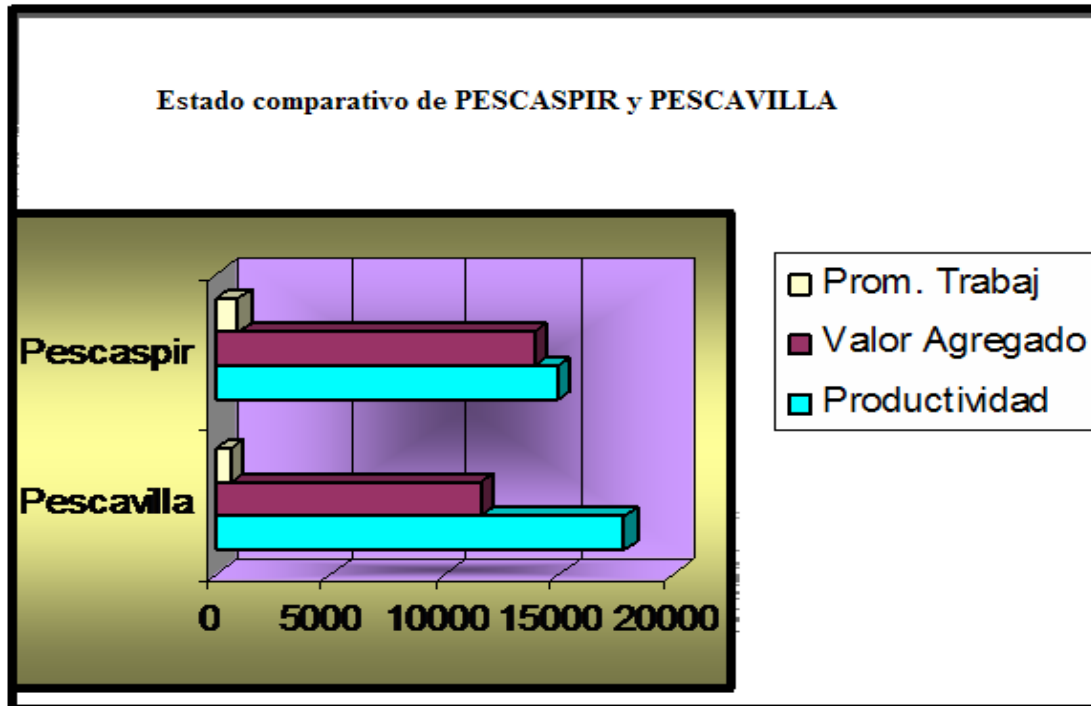 Estado comparativo de PESCASPIR y PESCAVILLA
Pescaspir
Pescavilla
0 5000 10000 15000 20000
Prom. Trabaj
Valor Agregado
Productividad